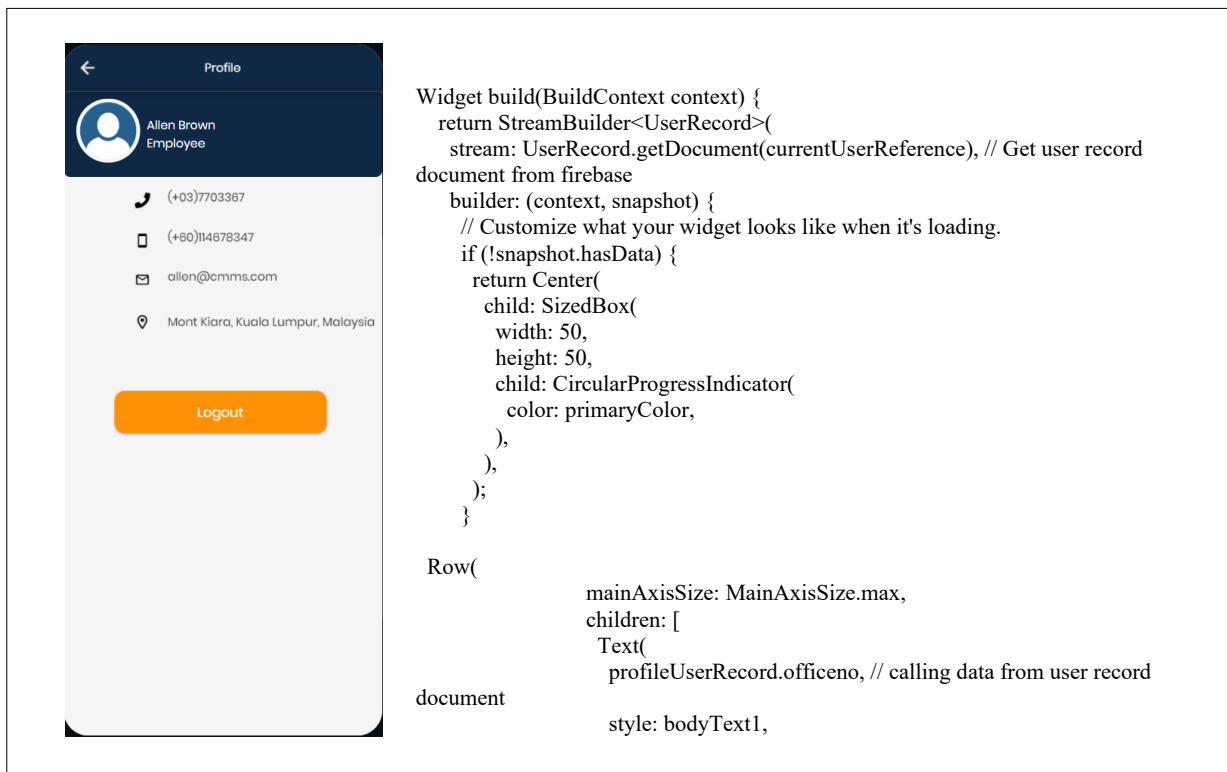 Profile
Allen Brown
Employee
(+03)7703367
(+60)114678347
allen@cmms.com
Mont Kiara, Kuala Lumpur, Malaysia
Logout
Widget build(BuildContext context) {
return StreamBuilder<UserRecord>(
stream: UserRecord.getDocument(currentUserReference), // Get user record
document from firebase
builder: (context, snapshot) {
// Customize what your widget looks like when it's loading.
if (!snapshot.hasData) {
return Center(
child: SizedBox(
width: 50,
height: 50,
child: CircularProgressIndicator(
color: primaryColor,
),
),
);
}
Row(
mainAxisSize: MainAxisSize.max,
children: [
Text(
profileUserRecord.officeno, // calling data from user record
document
style: bodyText1,